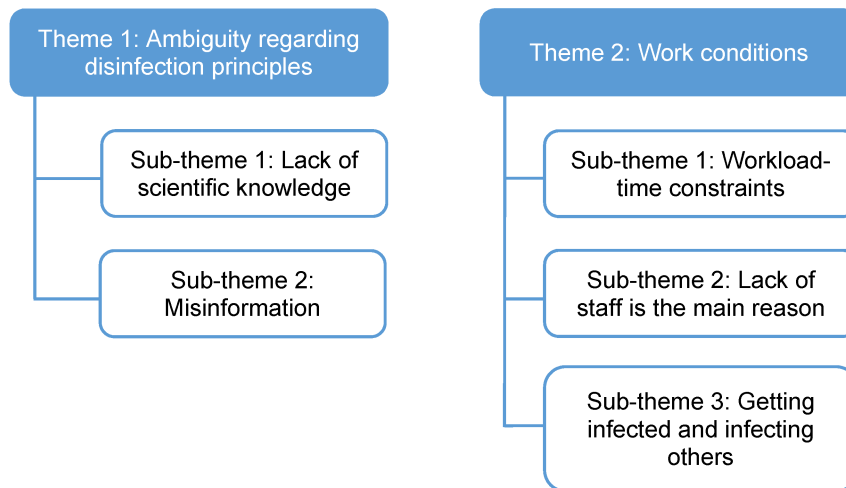 Theme 1: Ambiguity regarding
disinfection principles
Sub-theme 1: Lack of
scientific knowledge
Sub-theme 2:
Misinformation
Theme 2: Work conditions
Sub-theme 1: Workload-
time constraints
Sub-theme 2: Lack of
staff is the main reason
Sub-theme 3: Getting
infected and infecting
others